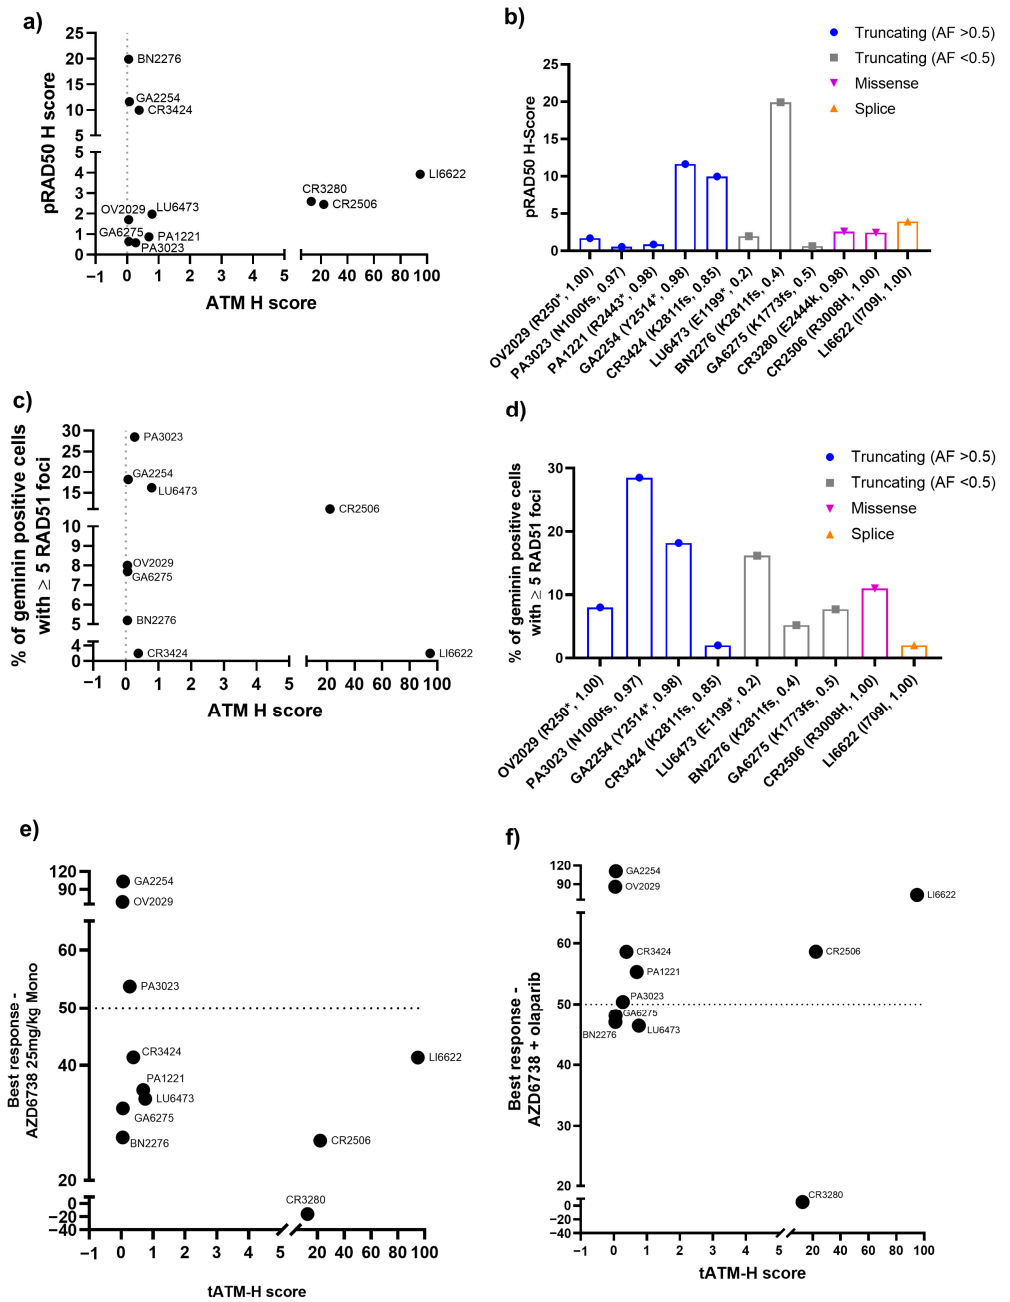 a)
pRAD50 H score
25
20
15
10
5
5
4
3
2
1
0
BN2276
GA2254
CR3424
LI6622
CR3280
CR2506
OV2029
LU6473
GA6275
PA1221
PA3023
−1 0 1 2 3 4 5 20 40 60 80 100
ATM H score
b)
Truncating (AF >0.5)
Truncating (AF <0.5)
Missense
Splice
pRAD50 H-Score
25
20
15
10
5
0
OV2029 (R250*, 1.00)
PA3023 (N1000fs, 0.97)
PA1221 (R2443*, 0.98)
GA2254 (Y2514*, 0.98)
CR3424 (K2811fs, 0.85)
LU6473 (E1199*, 0.2)
BN2276 (K2811fs, 0.4)
GA6275 (K1773fs, 0.5)
CR3280 (E2444k, 0.98)
CR2506 (R3008H, 1.00)
LI6622 (I709I, 1.00)
c)
% of geminin positive cells
with ≥ 5 RAD51 foci
30
25
20
15
10
9
8
7
6
5
4
2
0
PA3023
GA2254
LU6473
CR2506
OV2029
GA6275
BN2276
CR3424
LI6622
−1 0 1 2 3 4 5 20 40 60 80 100
ATM H score
d)
Truncating (AF >0.5)
Truncating (AF <0.5)
Missense
Splice
% of geminin positive cells
with ≥ 5 RAD51 foci
30
20
10
0
OV2029 (R250*, 1.00)
PA3023 (N1000fs, 0.97)
GA2254 (Y2514*, 0.98)
CR3424 (K2811fs, 0.85)
LU6473 (E1199*, 0.2)
BN2276 (K2811fs, 0.4)
GA6275 (K1773fs, 0.5)
CR2506 (R3008H, 1.00)
LI6622 (I709I, 1.00)
e)
Best response -
AZD6738 25mg/kg Mono
120
90
60
50
40
20
0
−20
−40
GA2254
OV2029
PA3023
CR3424
LI6622
PA1221
LU6473
GA6275
BN2276
CR2506
CR3280
−1 0 1 2 3 4 5 20 40 60 80 100
tATM-H score
f)
Best response -
AZD6738 + olaparib
120
90
60
50
40
30
20
0
−20
−40
GA2254
OV2029
LI6622
CR3424
CR2506
PA1221
PA3023
GA6275
BN2276
LU6473
CR3280
−1 0 1 2 3 4 5 20 40 60 80 100
tATM-H score